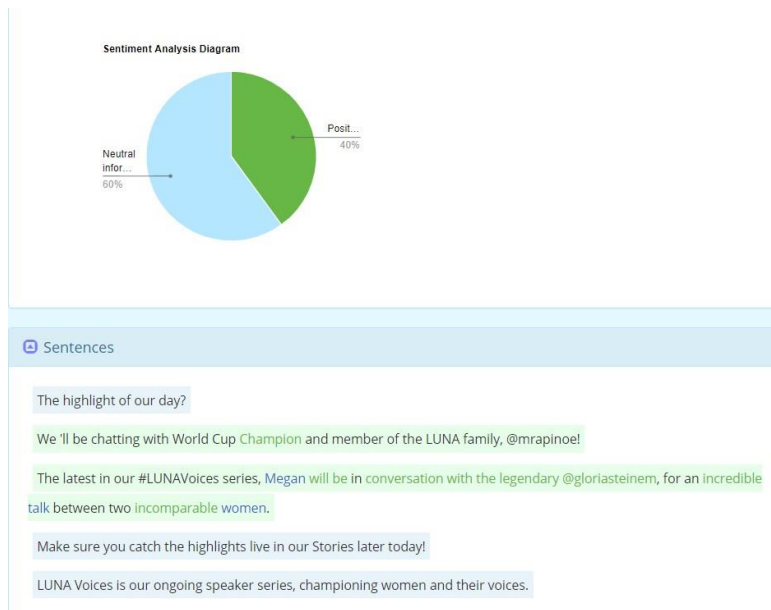 Sentiment Analysis Diagram
Posit...
40%
Neutral
infor...
60%
Sentences
The highlight of our day?
We 'll be chatting with World Cup Champion and member of the LUNA family, @mrapinoe!
The latest in our #LUNAVoices series, Megan will be in conversation with the legendary @gloriasteinem, for an incredible
talk between two incomparable women.
Make sure you catch the highlights live in our Stories later today!
LUNA Voices is our ongoing speaker series, championing women and their voices.